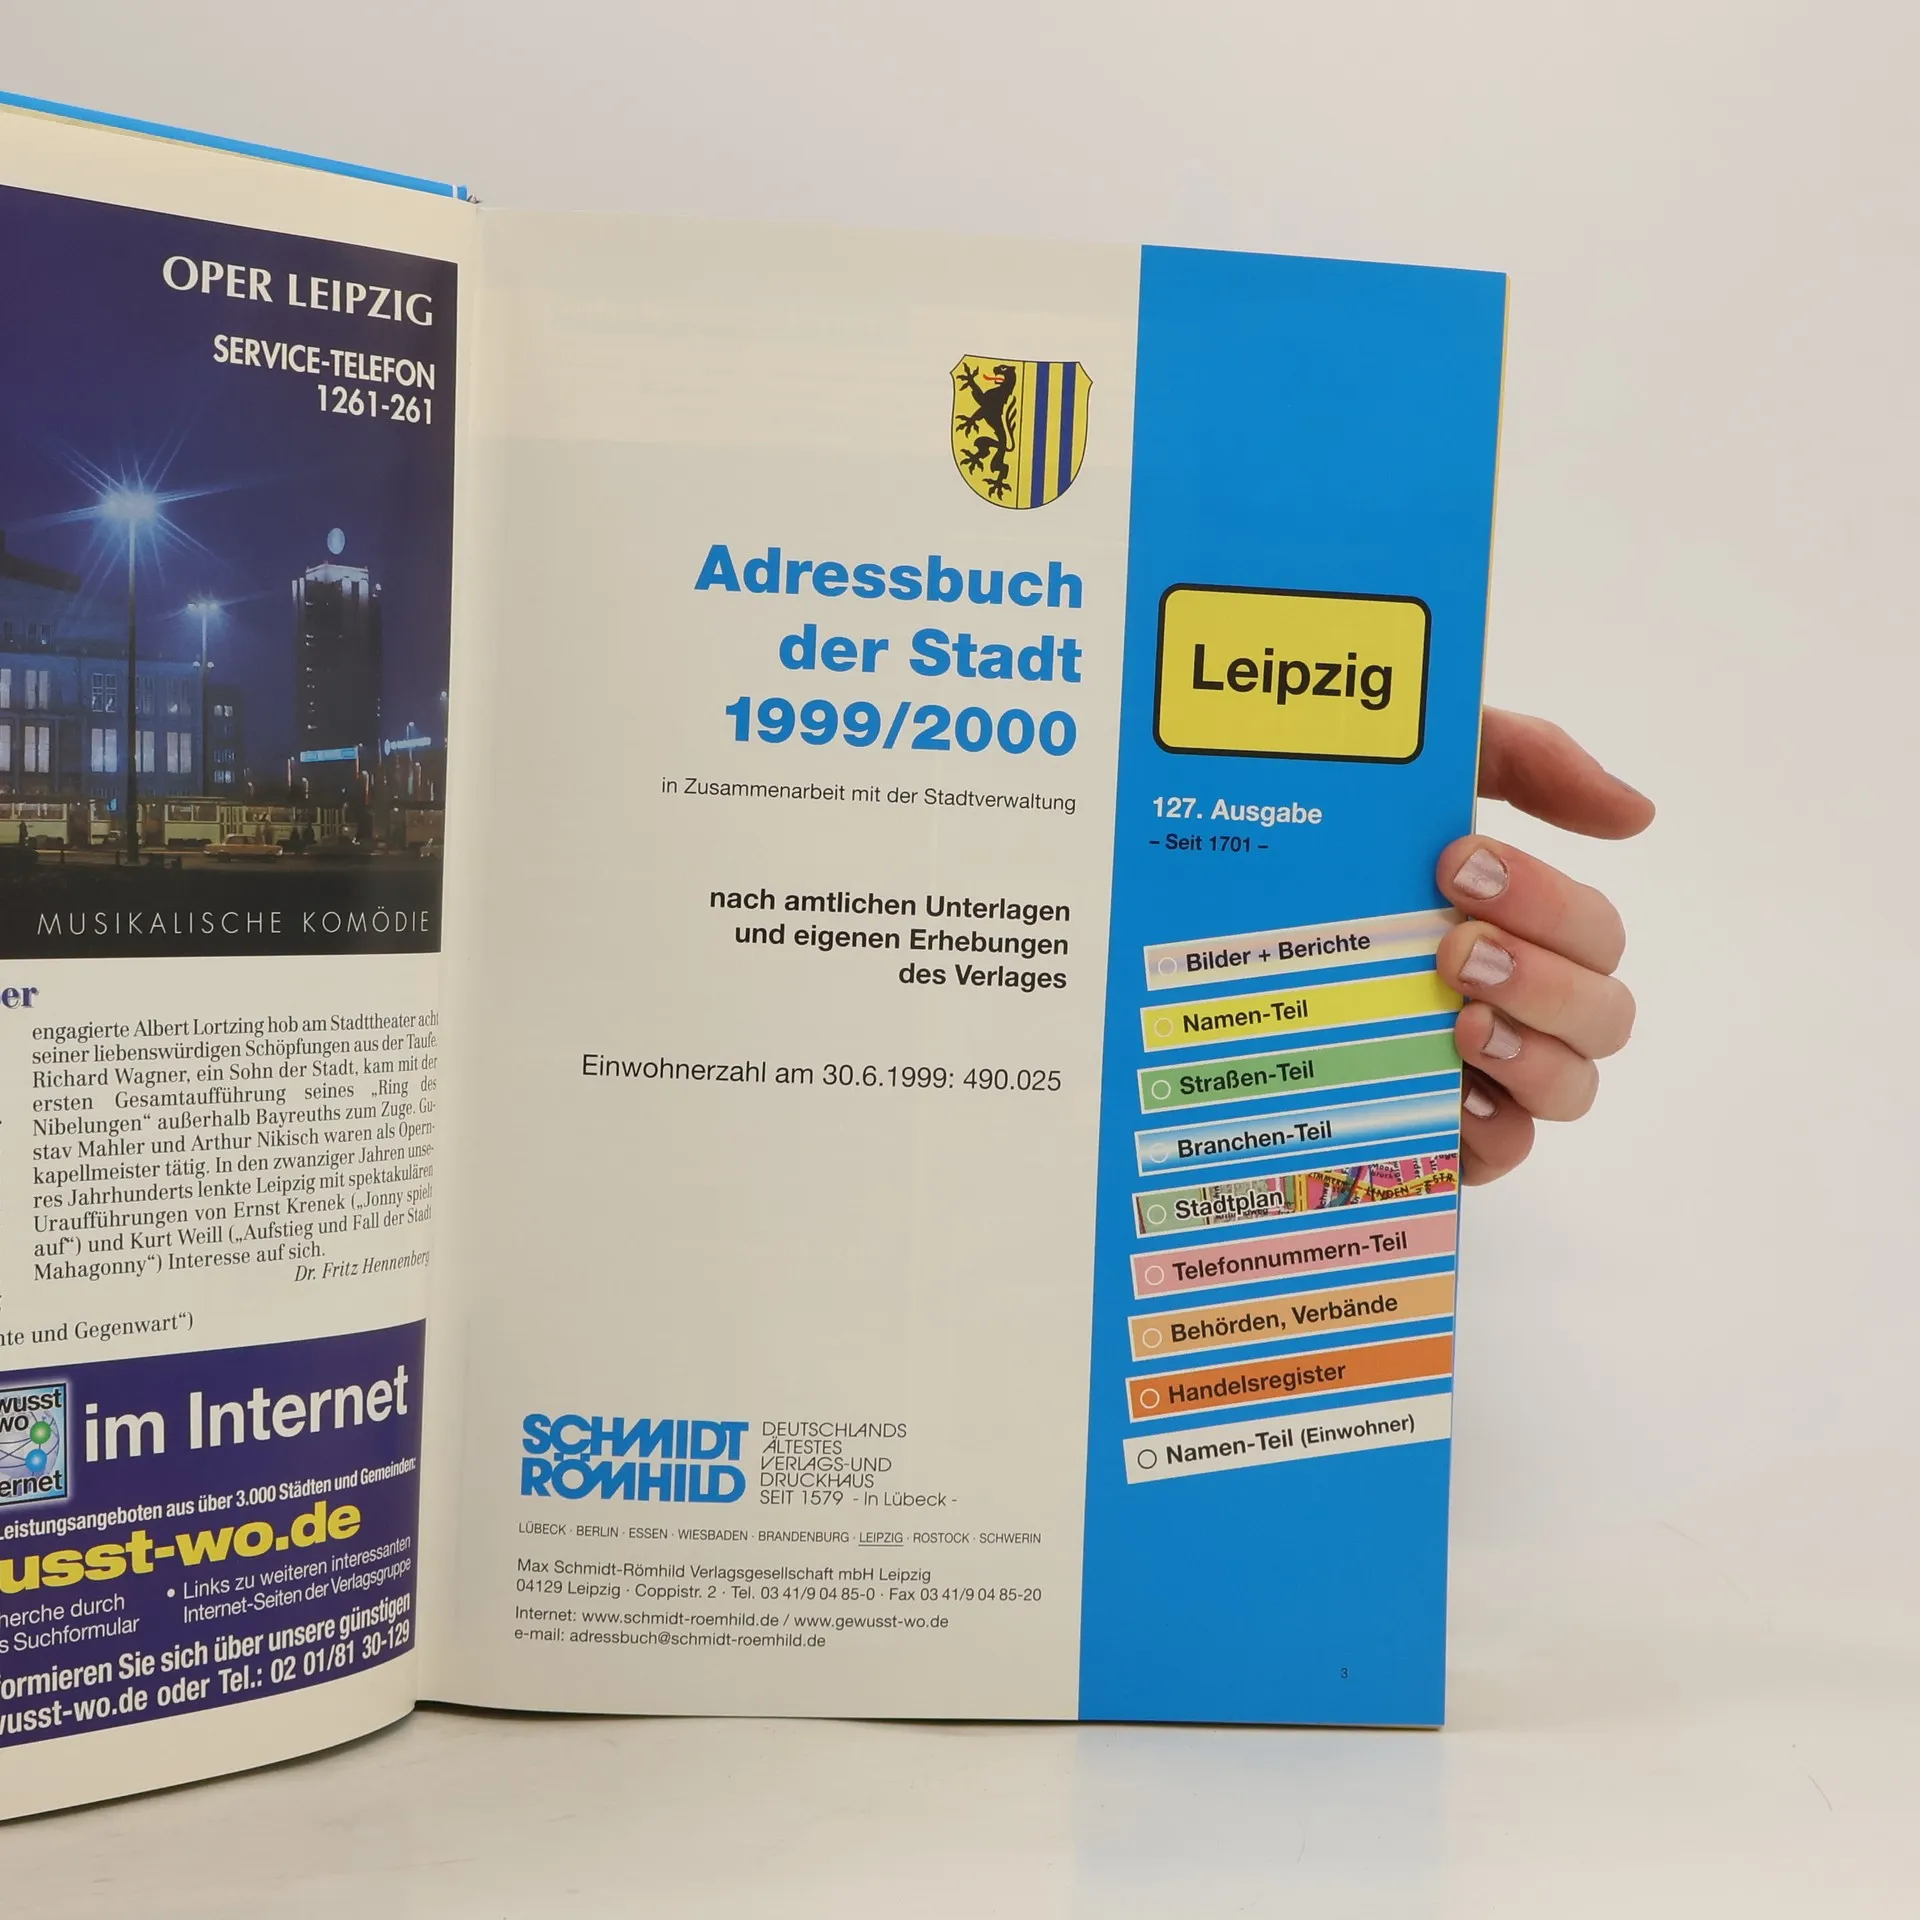 OPER LEIPZIG
SERVICE-TELEFON
1261-261
MUSIKALISCHE KOMÖDIE
er
engagierte Albert Lortzing hob am Stadttheater acht
seiner liebenswürdigen Schöpfungen aus der Taufe.
Richard Wagner, ein Sohn der Stadt, kam mit der
ersten Gesamtaufführung seines „Ring des
Nibelungen“ außerhalb Bayreuths zum Zuge. Gu-
stav Mahler und Arthur Nikisch waren als Opern-
kapellmeister tätig. In den zwanziger Jahren unse-
res Jahrhunderts lenkte Leipzig mit spektakulären
Uraufführungen von Ernst Krenek („Jonny spielt
auf“) und Kurt Weill („Aufstieg und Fall der Stadt
Mahagonny“) Interesse auf sich.
Dr. Fritz Hennenberg
nte und Gegenwart“)
wusst
wo
ernet
im Internet
Leistungsangeboten aus über 3.000 Städten und Gemeinden:
usst-wo.de
herche durch
s Suchformular
• Links zu weiteren interessanten
Internet-Seiten der Verlagsgruppe
ormieren Sie sich über unsere günstigen
wusst-wo.de oder Tel.: 02 01/81 30-129
Adressbuch
der Stadt
1999/2000
in Zusammenarbeit mit der Stadtverwaltung
nach amtlichen Unterlagen
und eigenen Erhebungen
des Verlages
Einwohnerzahl am 30.6.1999: 490.025
SCHMIDT
RÖMHILD
DEUTSCHLANDS
ÄLTESTES
VERLAGS-UND
DRUCKHAUS
SEIT 1579 - In Lübeck -
LÜBECK · BERLIN · ESSEN · WIESBADEN · BRANDENBURG · LEIPZIG · ROSTOCK · SCHWERIN
Max Schmidt-Römhild Verlagsgesellschaft mbH Leipzig
04129 Leipzig · Coppistr. 2 · Tel. 03 41/9 04 85-0 · Fax 03 41/9 04 85-20
Internet: www.schmidt-roemhild.de / www.gewusst-wo.de
e-mail: adressbuch@schmidt-roemhild.de
Leipzig
127. Ausgabe
– Seit 1701 –
Bilder + Berichte
Namen-Teil
Straßen-Teil
Branchen-Teil
Stadtplan
LINDEN STR.
Telefonnummern-Teil
Behörden, Verbände
Handelsregister
Namen-Teil (Einwohner)
3